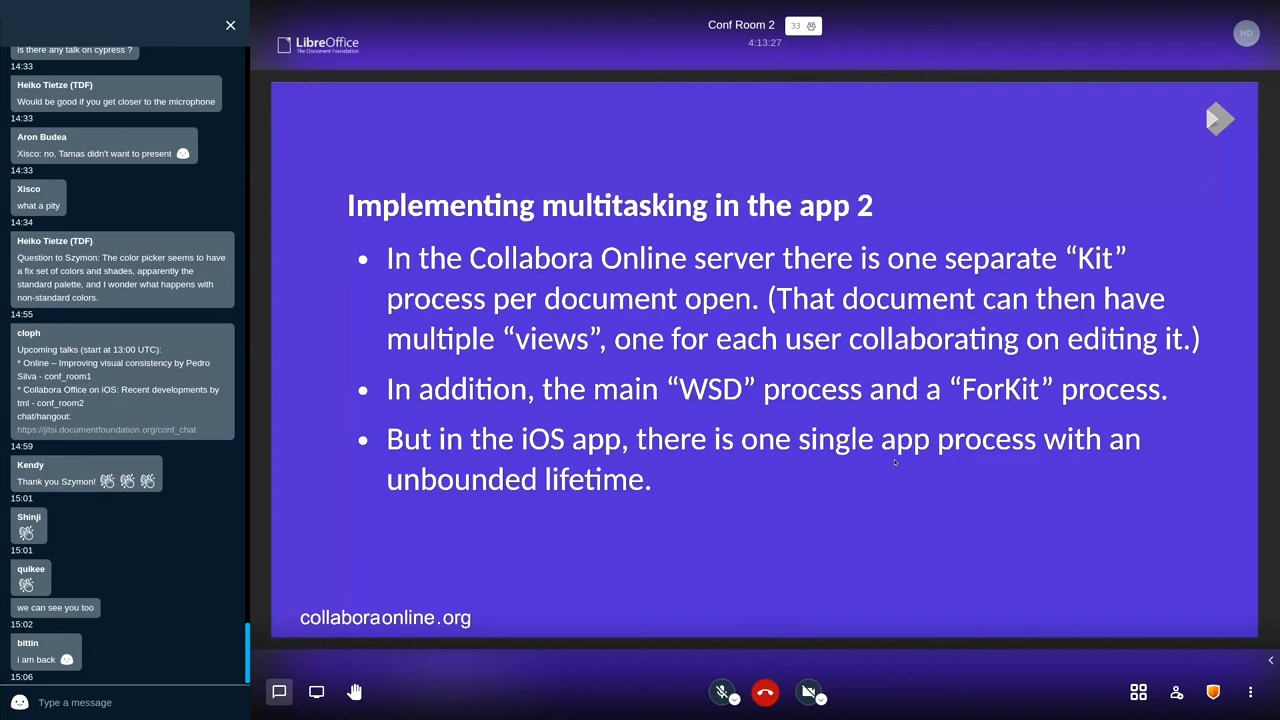 is there any talk on cypress ?
14:33
Heiko Tietze (TDF)
Would be good if you get closer to the microphone
14:33
Aron Budea
Xisco: no, Tamas didn't want to present
14:33
Xisco
what a pity
14:34
Heiko Tietze (TDF)
Question to Szymon: The color picker seems to have
a fix set of colors and shades, apparently the
standard palette, and I wonder what happens with
non-standard colors.
14:55
cloph
Upcoming talks (start at 13:00 UTC):
* Online – Improving visual consistency by Pedro
Silva - conf_room1
* Collabora Office on iOS: Recent developments by
tml - conf_room2
chat/hangout:
https://jitsi.documentfoundation.org/conf_chat
14:59
Kendy
Thank you Szymon!
15:01
Shinji
15:01
quikee
we can see you too
15:02
bittin
i am back
15:06
Type a message
LibreOffice
The Document Foundation
Conf Room 2
33
4:13:27
HD
Implementing multitasking in the app 2
• In the Collabora Online server there is one separate “Kit”
process per document open. (That document can then have
multiple “views”, one for each user collaborating on editing it.)
• In addition, the main “WSD” process and a “ForKit” process.
• But in the iOS app, there is one single app process with an
unbounded lifetime.
collaboraonline.org